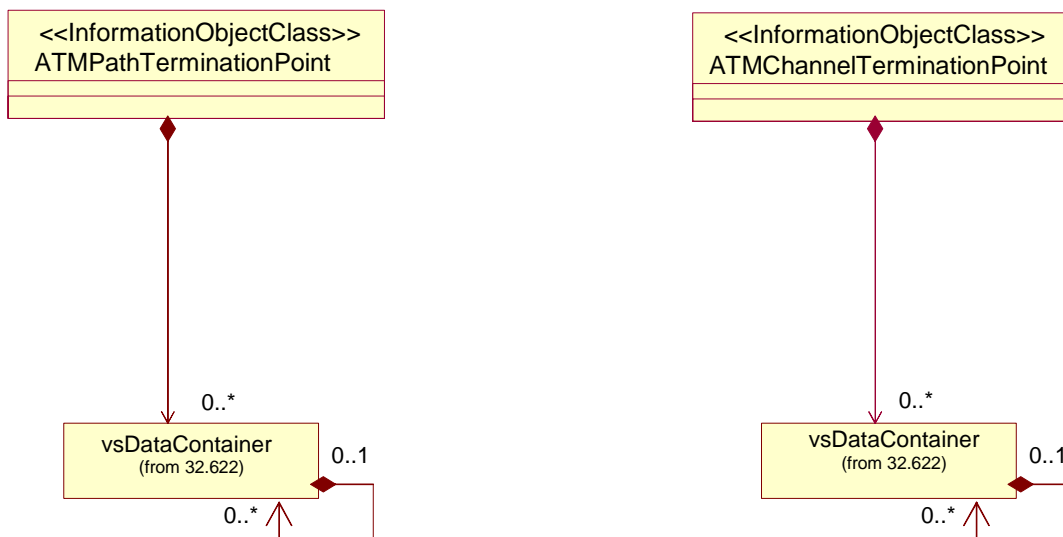 <<InformationObjectClass>>
ATMPathTerminationPoint
0..*
vsDataContainer
(from 32.622)
0..1
0..*
<<InformationObjectClass>>
ATMChannelTerminationPoint
0..*
vsDataContainer
(from 32.622)
0..1
0..*